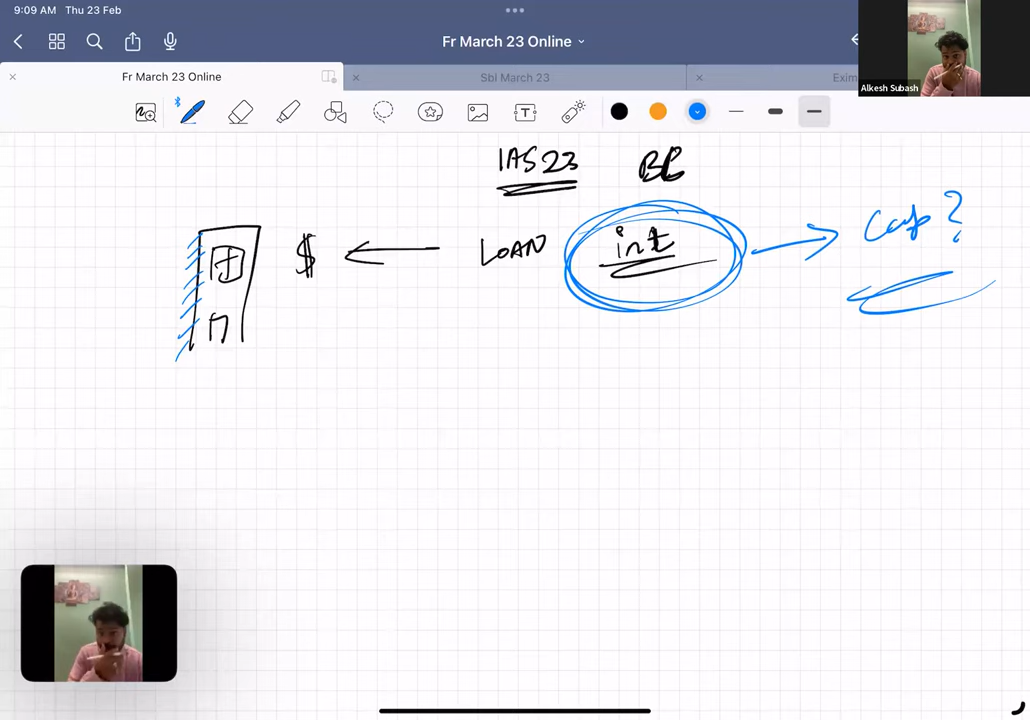 9:09 AM Thu 23 Feb
Fr March 23 Online
Alkesh Subash
Fr March 23 Online
Sbl March 23
Exim
T
IAS 23
$
LOAN
int
Cap?